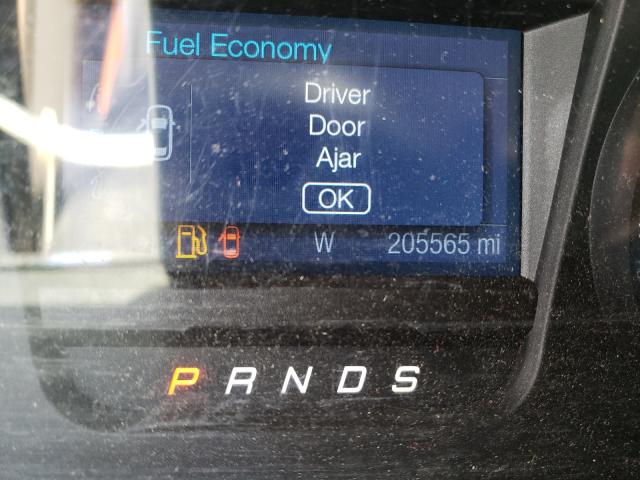 Fuel Economy
Driver
Door
Ajar
OK
W 205565 mi
P R N D S